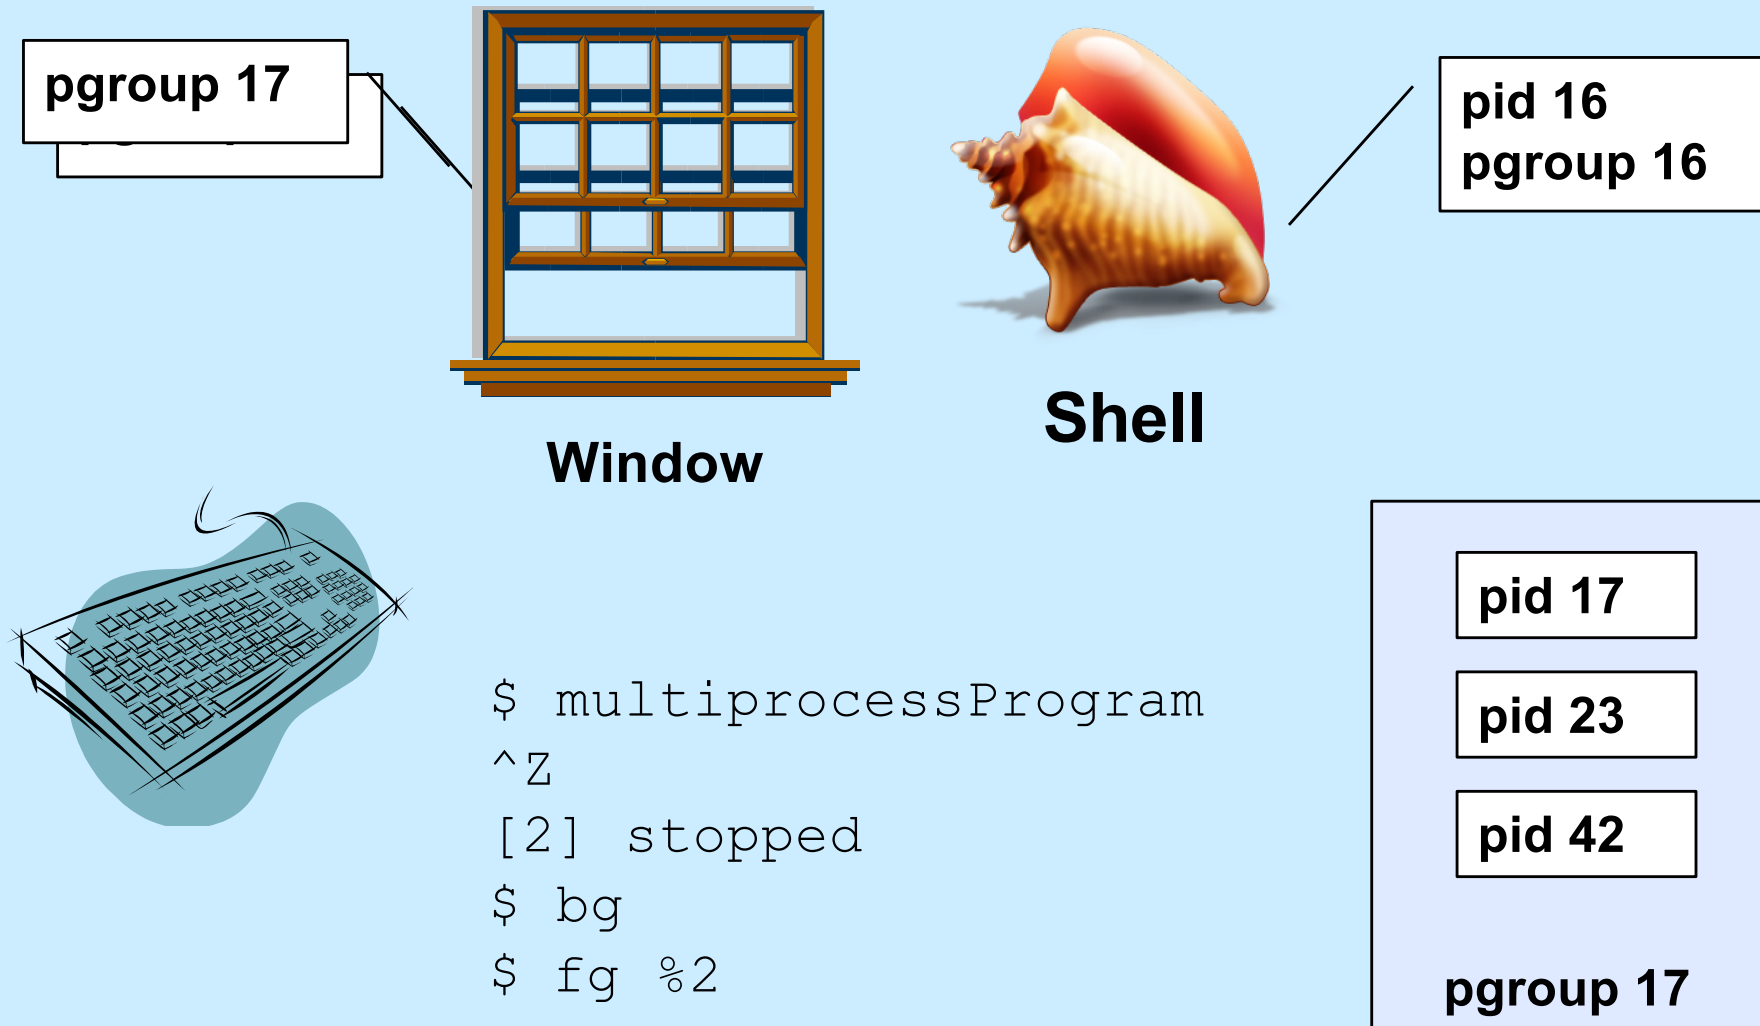 pgroup 17
pid 16
pgroup 16
Shell
Window
pid 17
pid 23
pid 42
pgroup 17
$ multiprocessProgram
^Z
[2] stopped
$ bg
$ fg %2